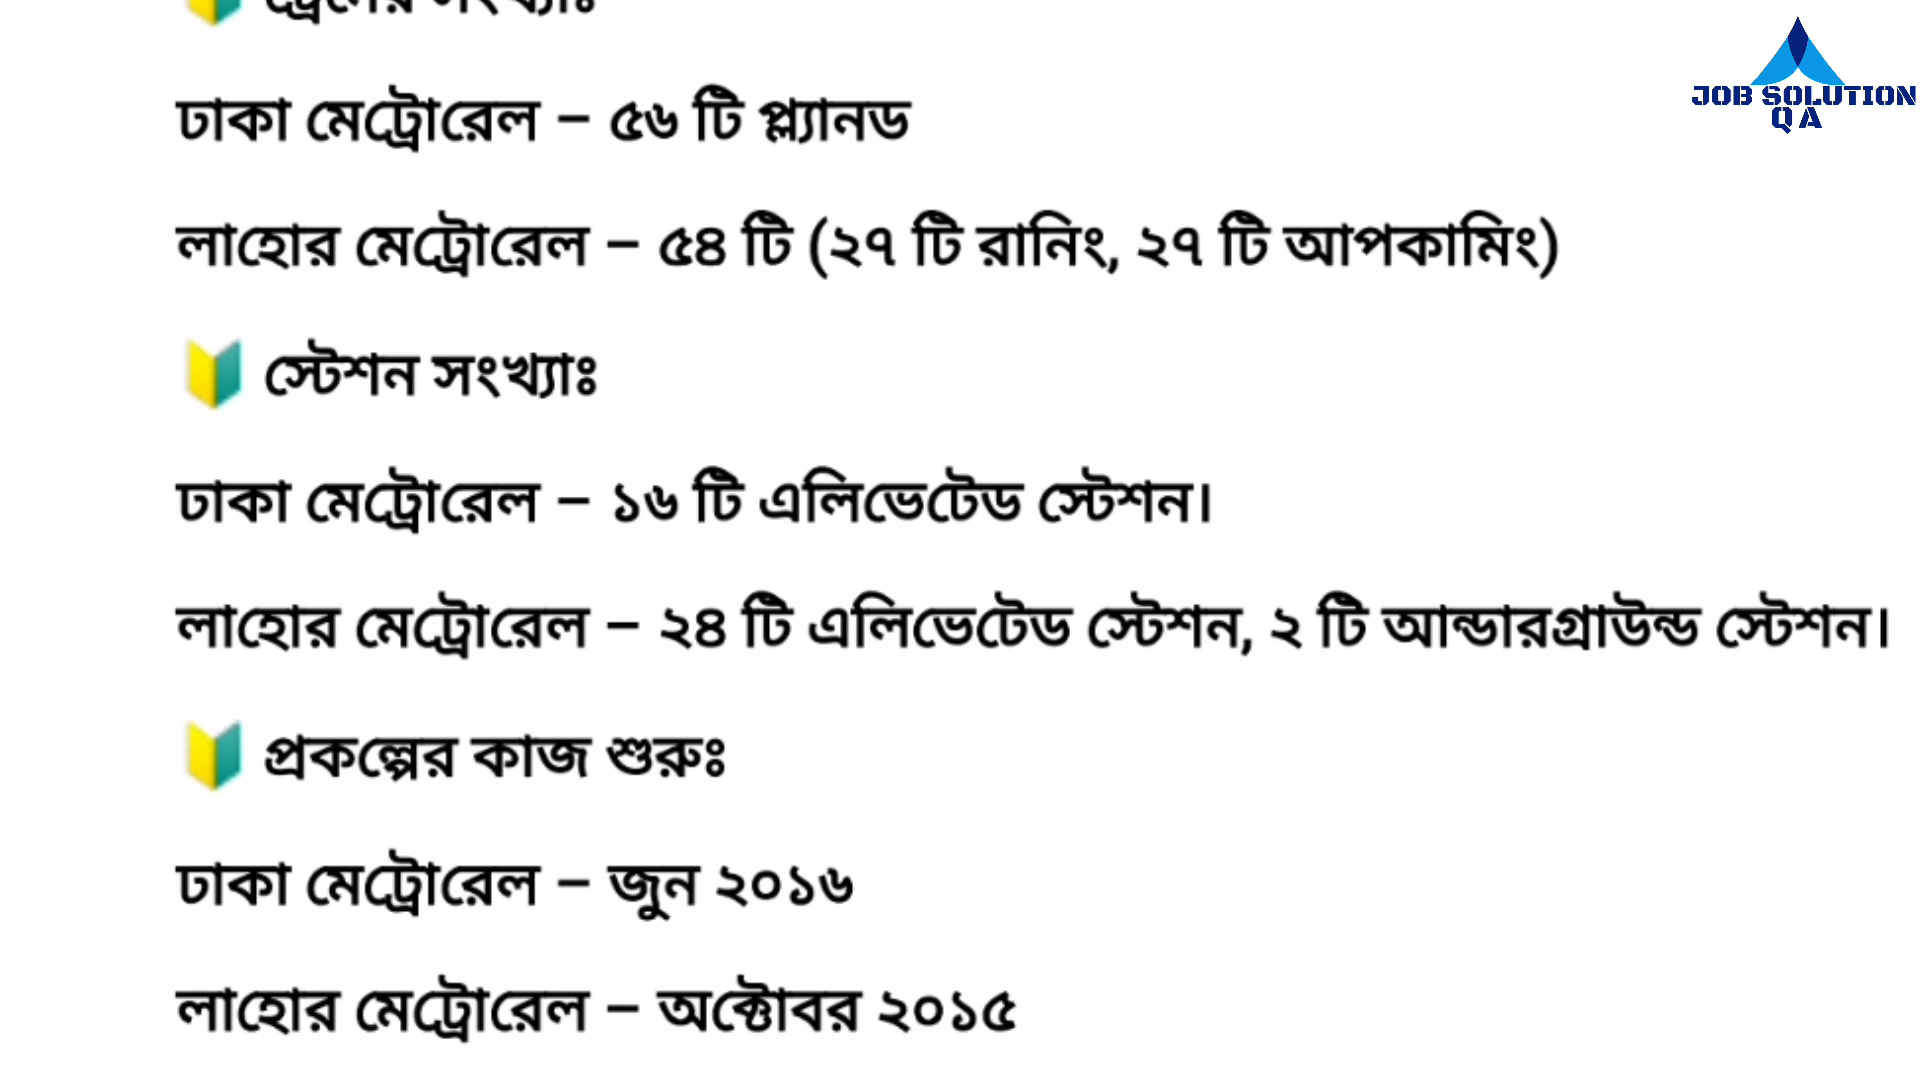 🔰 ট্রেনের সংখ্যাঃ
JOB SOLUTION
QA
ঢাকা মেট্রোরেল – ৫৬ টি প্ল্যানড
লাহোর মেট্রোরেল – ৫৪ টি (২৭ টি রানিং, ২৭ টি আপকামিং)
🔰 স্টেশন সংখ্যাঃ
ঢাকা মেট্রোরেল – ১৬ টি এলিভেটেড স্টেশন।
লাহোর মেট্রোরেল – ২৪ টি এলিভেটেড স্টেশন, ২ টি আন্ডারগ্রাউন্ড স্টেশন।
🔰 প্রকল্পের কাজ শুরুঃ
ঢাকা মেট্রোরেল – জুন ২০১৬
লাহোর মেট্রোরেল – অক্টোবর ২০১৫